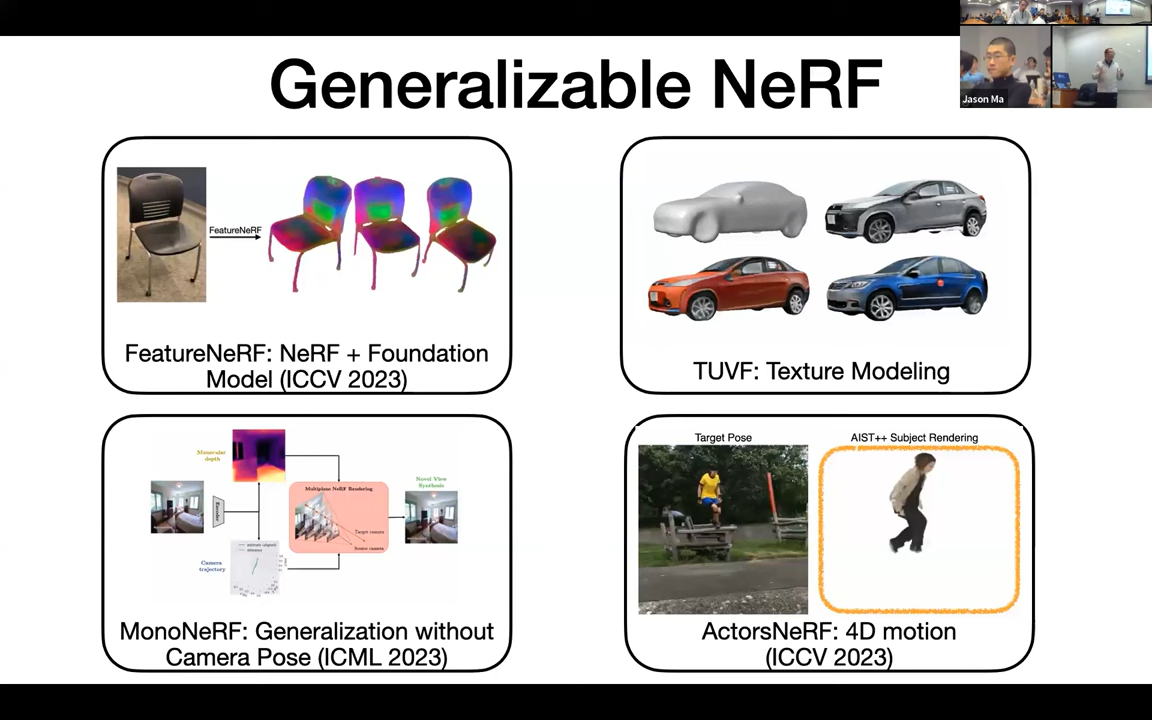 Generalizable NeRF
Jason Ma
FeatureNeRF
FeatureNeRF: NeRF + Foundation
Model (ICCV 2023)
TUVF: Texture Modeling
Monocular
depth
Encoder
Camera
trajectory
Multiplane NeRF Rendering
Target camera
Source camera
Novel View
Synthesis
MonoNeRF: Generalization without
Camera Pose (ICML 2023)
Target Pose
AIST++ Subject Rendering
ActorsNeRF: 4D motion
(ICCV 2023)